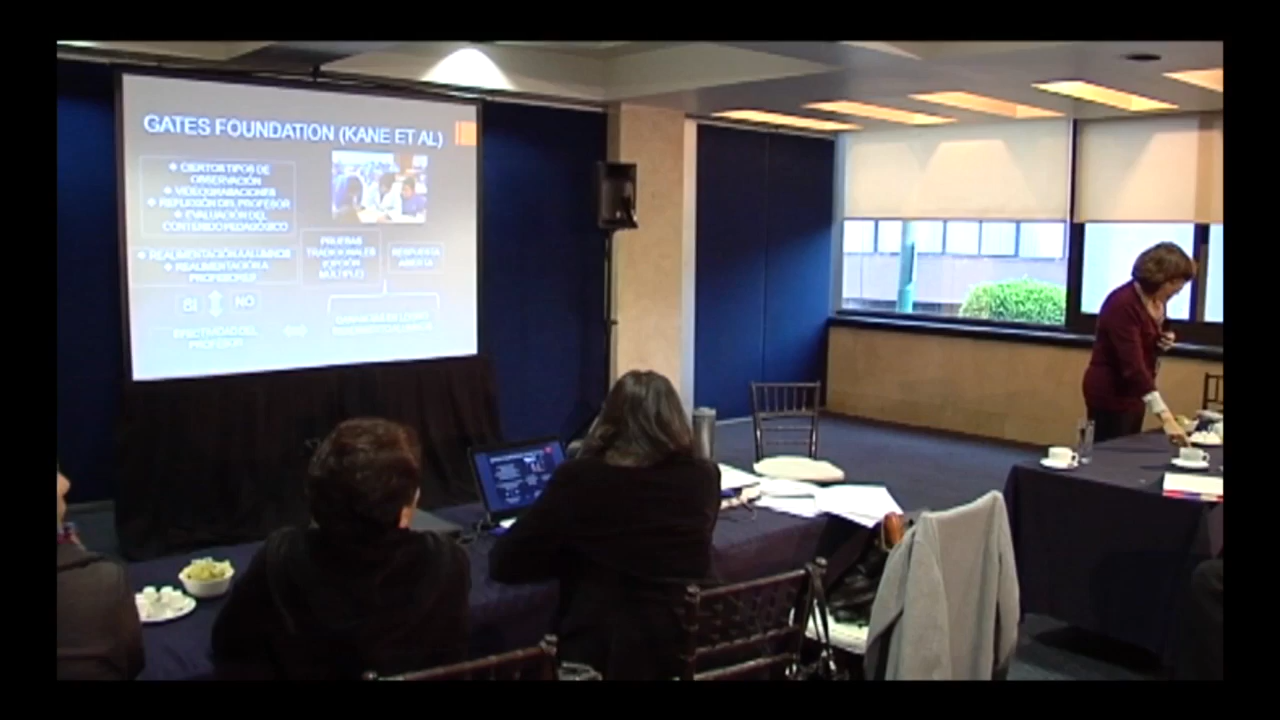 GATES FOUNDATION (KANE ET AL)
❖ CIERTOS TIPOS DE
OBSERVACIÓN
❖ VIDEOGRABACIONES
❖ REFLEXIÓN DEL PROFESOR
❖ EVALUACIÓN DEL
CONTENIDO PEDAGÓGICO
❖ REALIMENTACIÓN A ALUMNOS
❖ REALIMENTACIÓN A
PROFESORES
PRUEBAS
TRADICIONALES
(OPCIÓN
MÚLTIPLE)
RESPUESTA
ABIERTA
SI
NO
EFECTIVIDAD DEL
PROFESOR